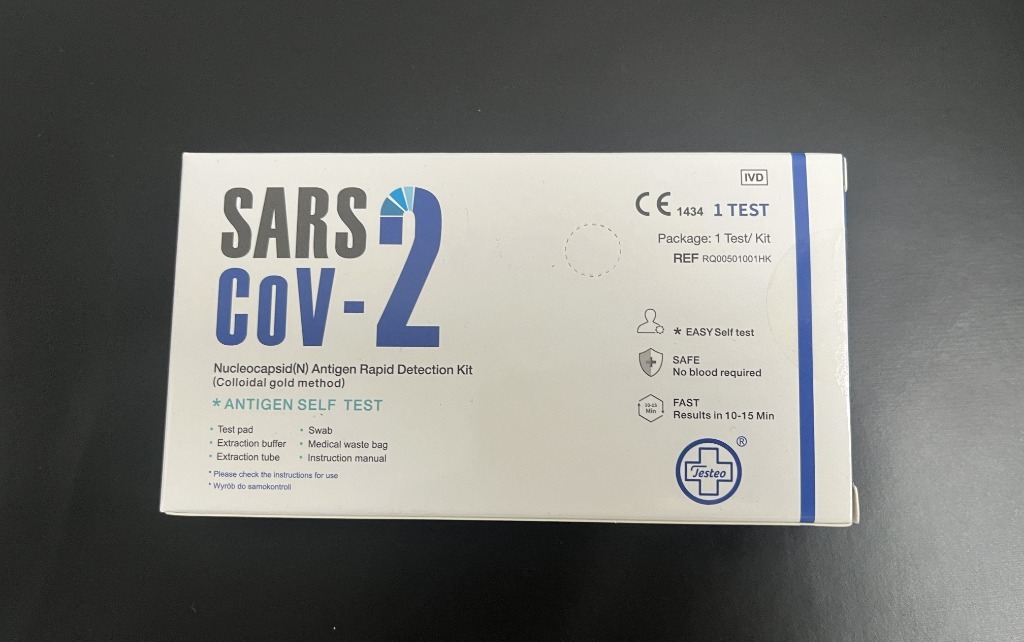 SARS
CoV-2
Nucleocapsid(N) Antigen Rapid Detection Kit
(Colloidal gold method)
* ANTIGEN SELF TEST
• Test pad
• Extraction buffer
• Extraction tube
• Swab
• Medical waste bag
• Instruction manual
* Please check the instructions for use
* Wyrób do samokontroli
IVD
CE 1434 1 TEST
Package: 1 Test/ Kit
REF RQ00501001HK
* EASY Self test
SAFE
No blood required
10-15
Min
FAST
Results in 10-15 Min
Testeo ®